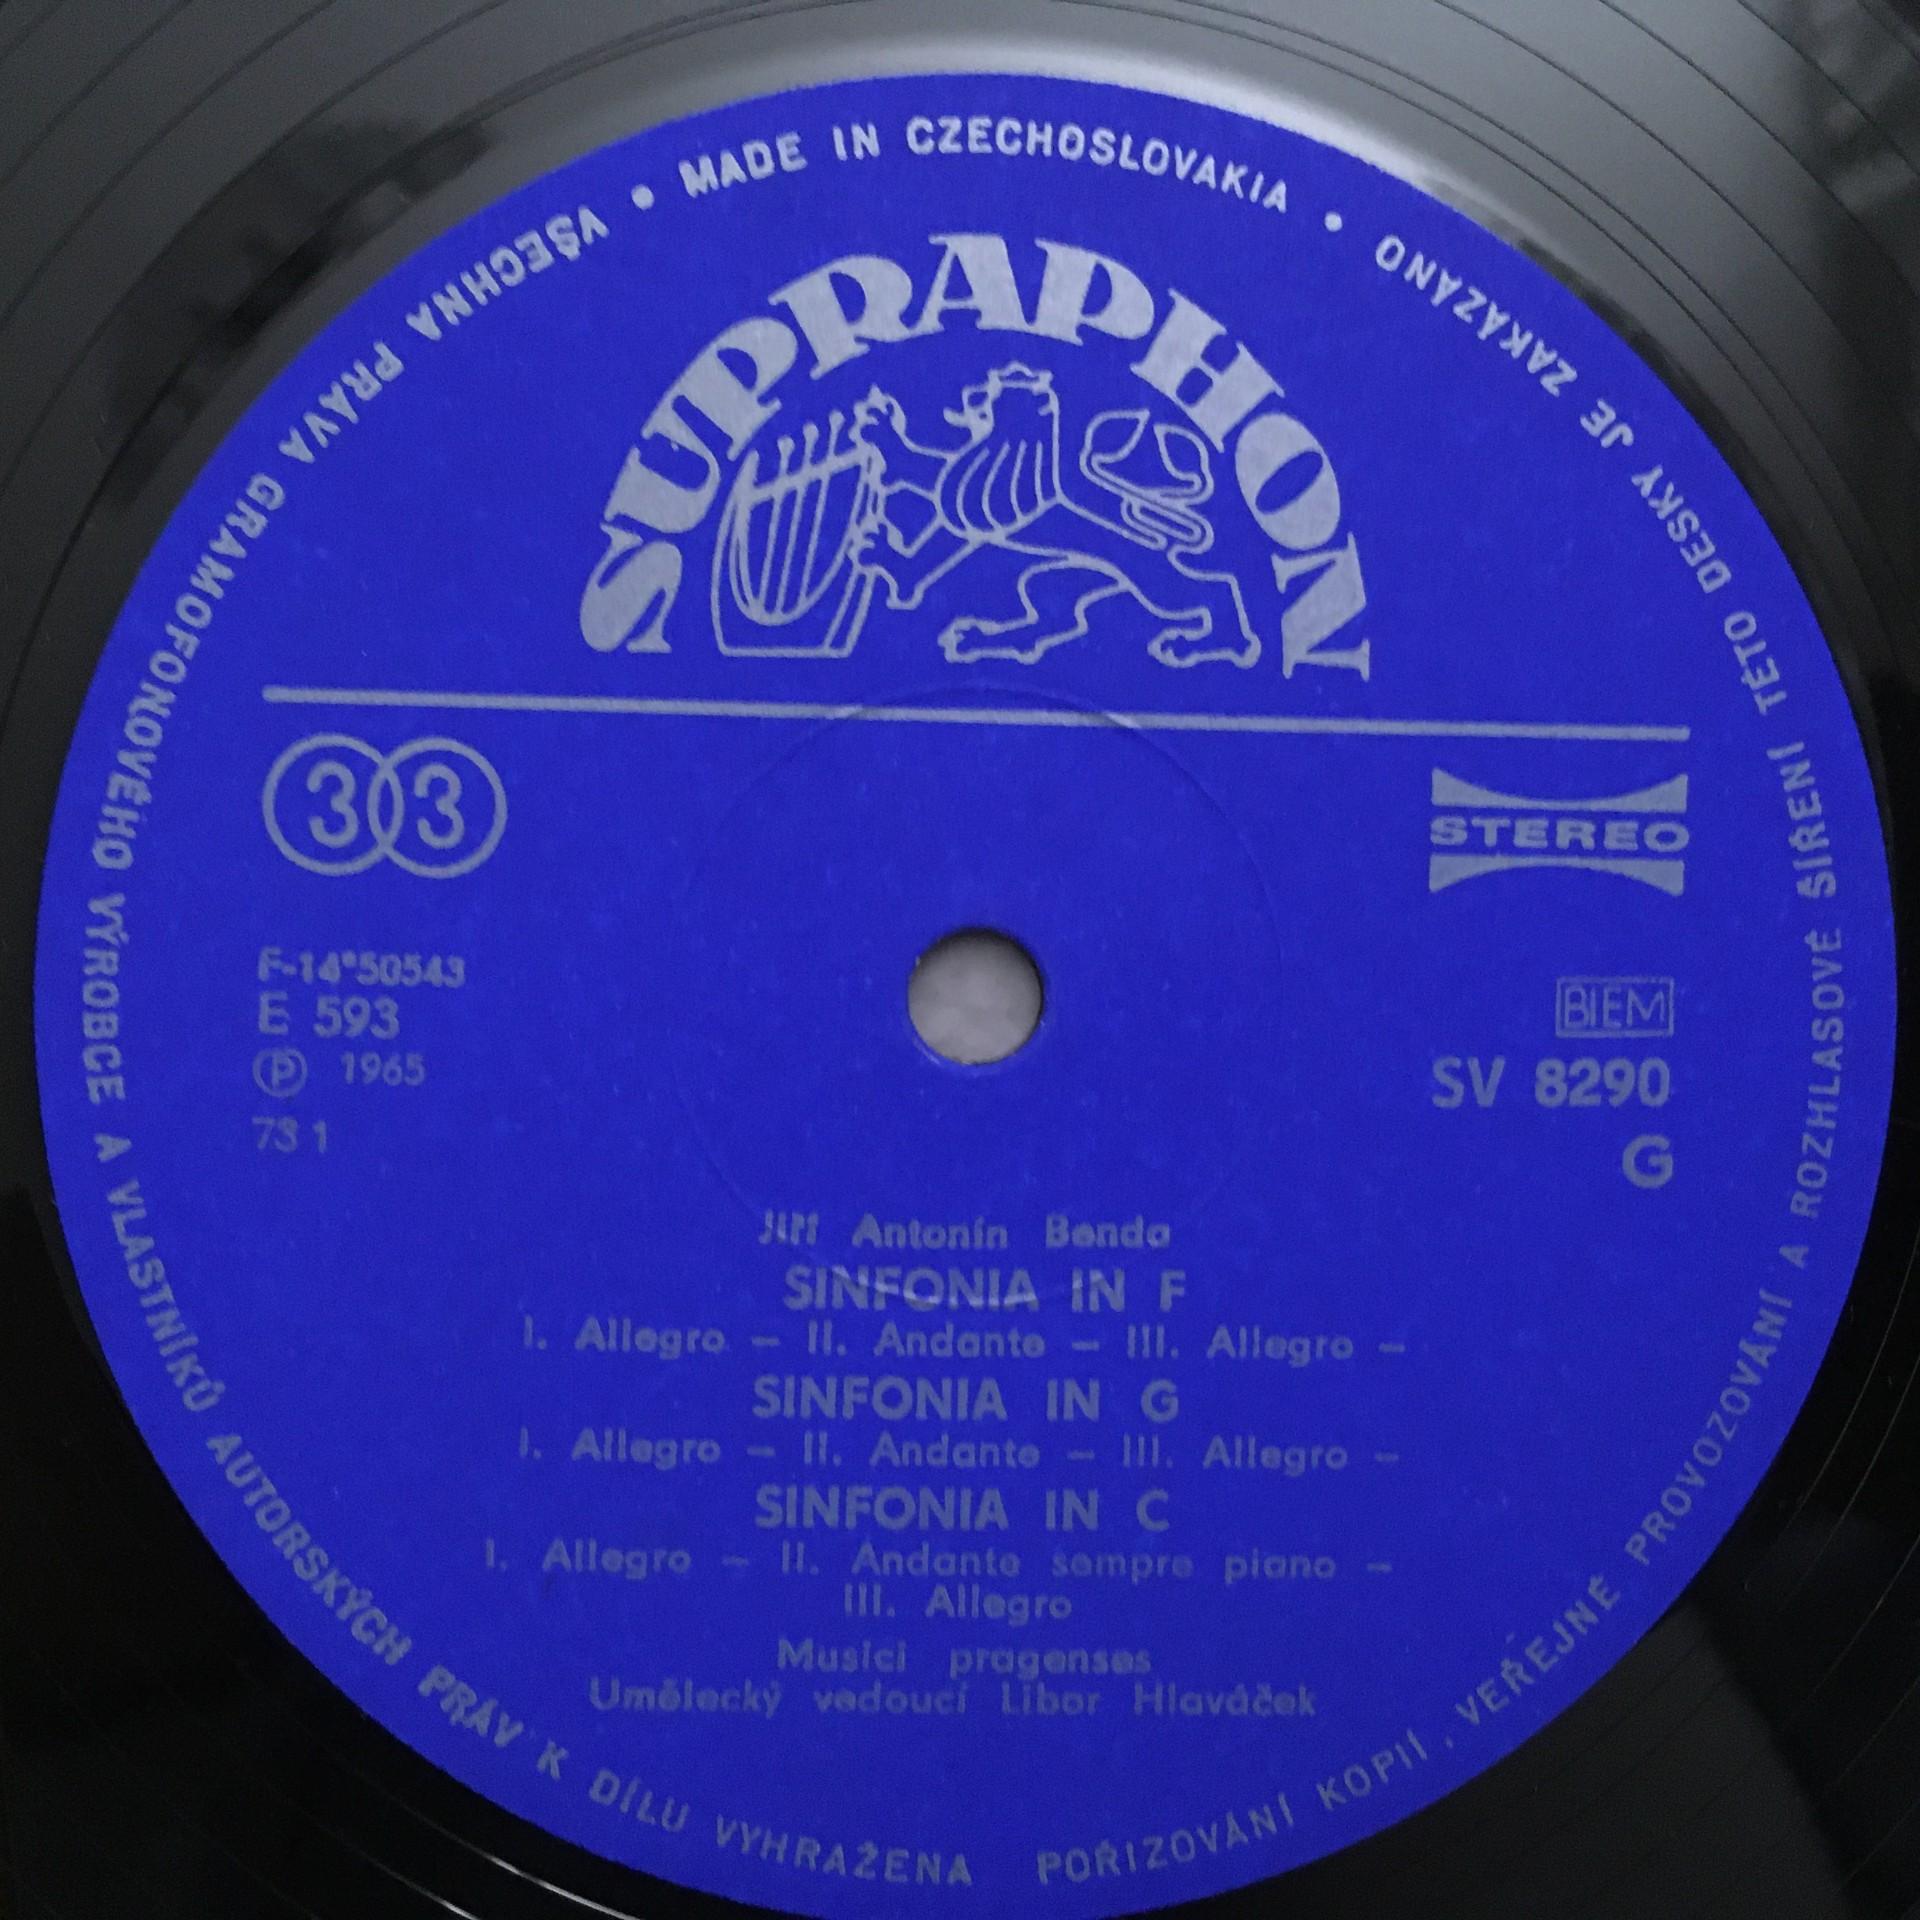 VŠECHNA PRÁVA GRAMOFONOVÉHO VÝROBCE A VLASTNÍKŮ AUTORSKÝCH PRÁV K DÍLU VYHRAŽENA
POŘIZOVÁNÍ KOPIÍ, VEŘEJNÉ PROVOZOVÁNÍ A ROZHLASOVÉ ŠÍŘENÍ TÉTO DESKY JE ZAKÁZÁNO
• MADE IN CZECHOSLOVAKIA •
SUPRAPHON
33
STEREO
F-14*50543
E 593
Ⓟ 1965
73 1
BIEM
SV 8290
G
Jiří Antonín Benda
SINFONIA IN F
I. Allegro – II. Andante – III. Allegro –
SINFONIA IN G
I. Allegro – II. Andante – III. Allegro –
SINFONIA IN C
I. Allegro – II. Andante sempre piano –
III. Allegro
Musici pragenses
Umělecký vedoucí Libor Hlaváček